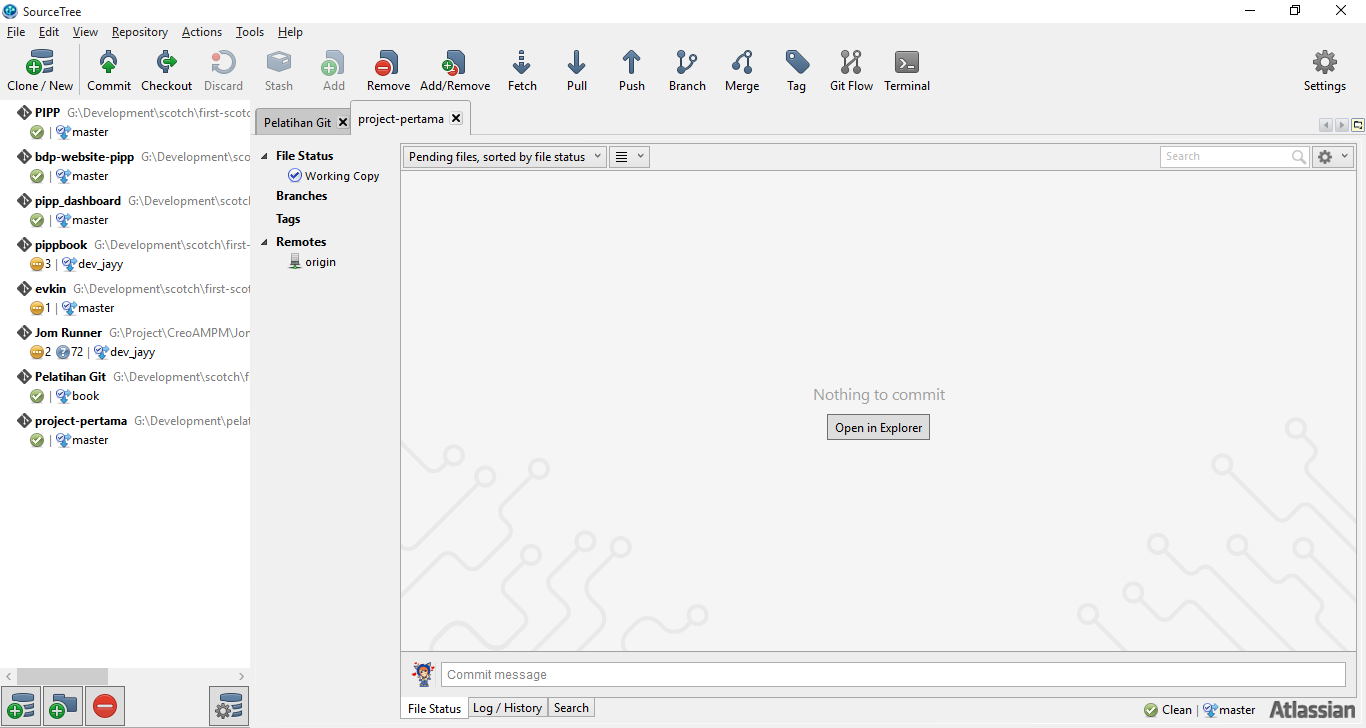 SourceTree
File Edit View Repository Actions Tools Help
Clone / New Commit Checkout Discard Stash Add Remove Add/Remove Fetch Pull Push Branch Merge Tag Git Flow Terminal Settings
PIPP G:\Development\scotch\first-scotc
master
bdp-website-pipp G:\Development\sco
master
pipp_dashboard G:\Development\scotcl
master
pippbook G:\Development\scotch\first-
3 | dev_jayy
evkin G:\Development\scotch\first-scot
1 | master
Jom Runner G:\Project\CreoAMPM\Jon
2 72 | dev_jayy
Pelatihan Git G:\Development\scotch\f
book
project-pertama G:\Development\pelat
master
Pelatihan Git project-pertama
File Status
Working Copy
Branches
Tags
Remotes
origin
Pending files, sorted by file status
Search
Nothing to commit
Open in Explorer
Commit message
File Status Log / History Search
Clean | master Atlassian